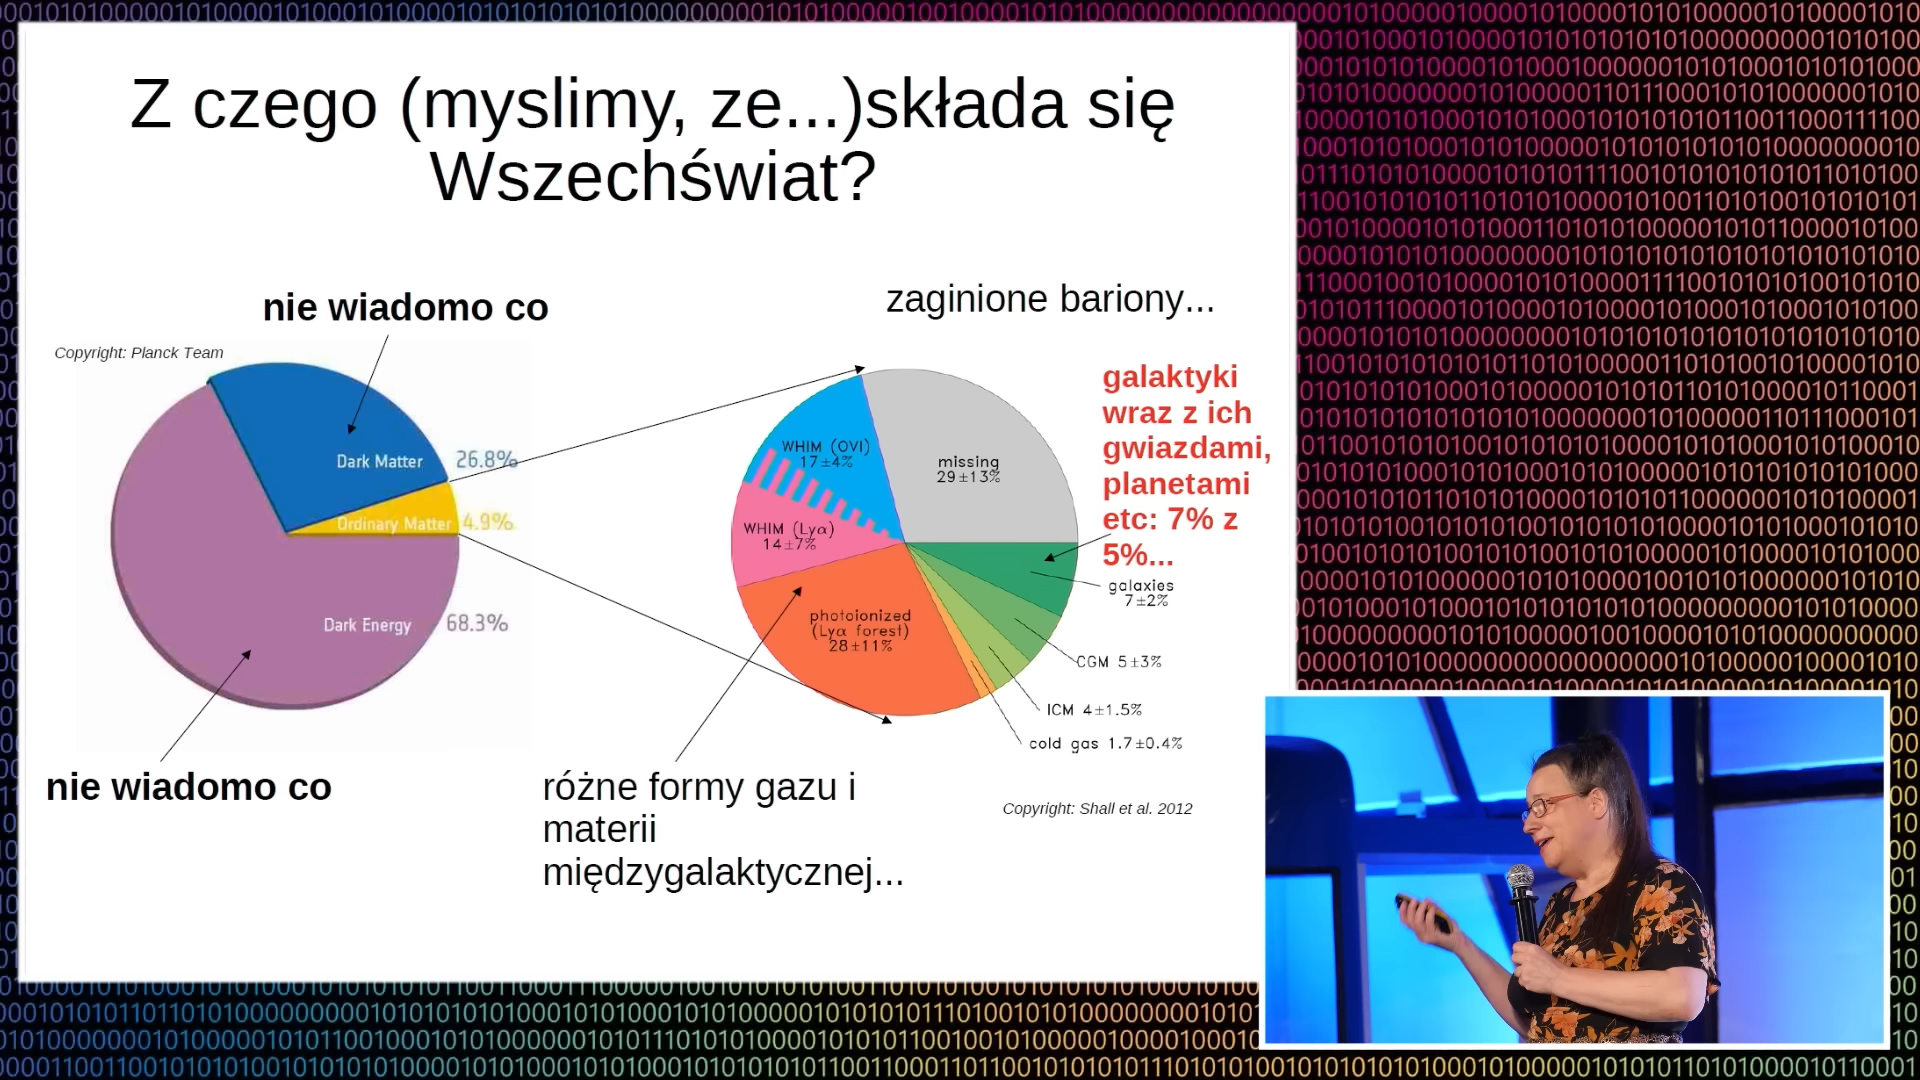 Z czego (myslimy, ze...)składa się
Wszechświat?
nie wiadomo co
zaginione bariony...
Copyright: Planck Team
galaktyki
wraz z ich
gwiazdami,
planetami
etc: 7% z
5%...
Dark Matter
26.8%
Ordinary Matter
4.9%
Dark Energy
68.3%
WHIM (OVI)
17±4%
missing
29±13%
WHIM (Lyα)
14±7%
photoionized
(Lyα forest)
28±11%
galaxies
7±2%
CGM 5±3%
ICM 4±1.5%
cold gas 1.7±0.4%
nie wiadomo co
różne formy gazu i
materii
międzygalaktycznej...
Copyright: Shall et al. 2012